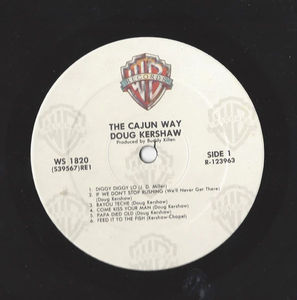 RECORDS
THE CAJUN WAY
DOUG KERSHAW
Produced by Buddy Killen
WS 1820
(S39567)RE1
SIDE 1
R-123963
1. DIGGY DIGGY LO (J. D. Miller)
2. IF WE DON'T STOP RUSHING (We'll Never Get There)
(Doug Kershaw)
3. BAYOU TECHE (Doug Kershaw)
4. COME KISS YOUR MAN (Doug Kershaw)
5. PAPA DIED OLD (Doug Kershaw)
6. FEED IT TO THE FISH (Kershaw-Chapel)